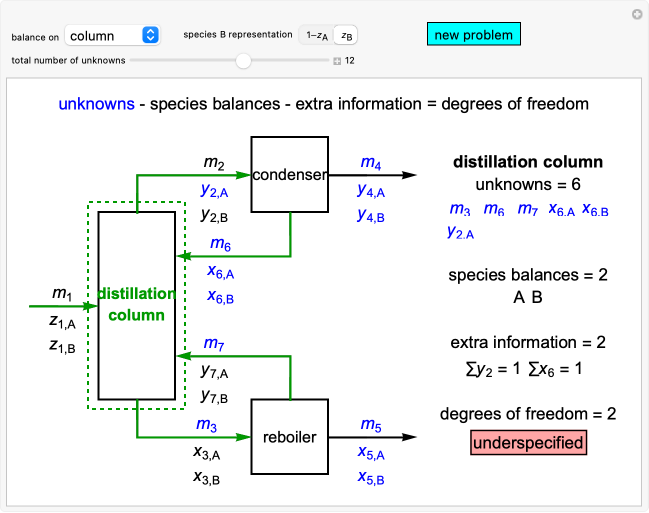 balance on column species B representation 1−zA zB new problem
total number of unknowns 12
unknowns - species balances - extra information = degrees of freedom
m2
condenser
m4
y2,A
y4,A
y2,B
y4,B
m6
x6,A
x6,B
m1
z1,A
z1,B
distillation
column
m7
y7,A
y7,B
m3
reboiler
m5
x3,A
x5,A
x3,B
x5,B
distillation column
unknowns = 6
m3 m6 m7 x6.A x6.B
y2.A
species balances = 2
A B
extra information = 2
∑y2 = 1 ∑x6 = 1
degrees of freedom = 2
underspecified